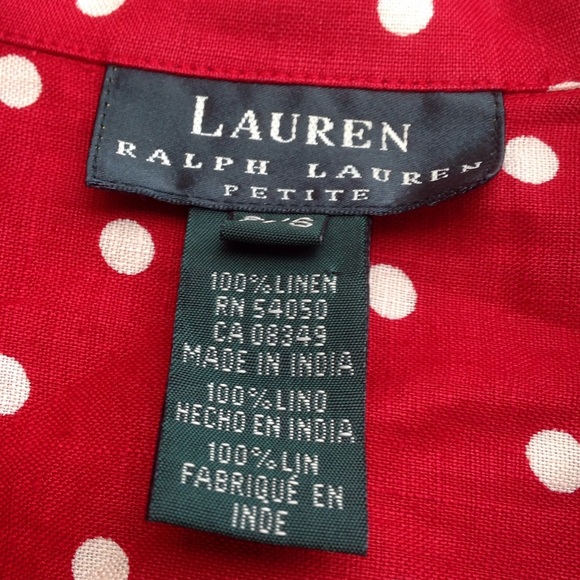 LAUREN
RALPH LAUREN
PETITE
100% LINEN
RN 54050
CA 08349
MADE IN INDIA
100% LINO
HECHO EN INDIA
100% LIN
FABRIQUÉ EN
INDE